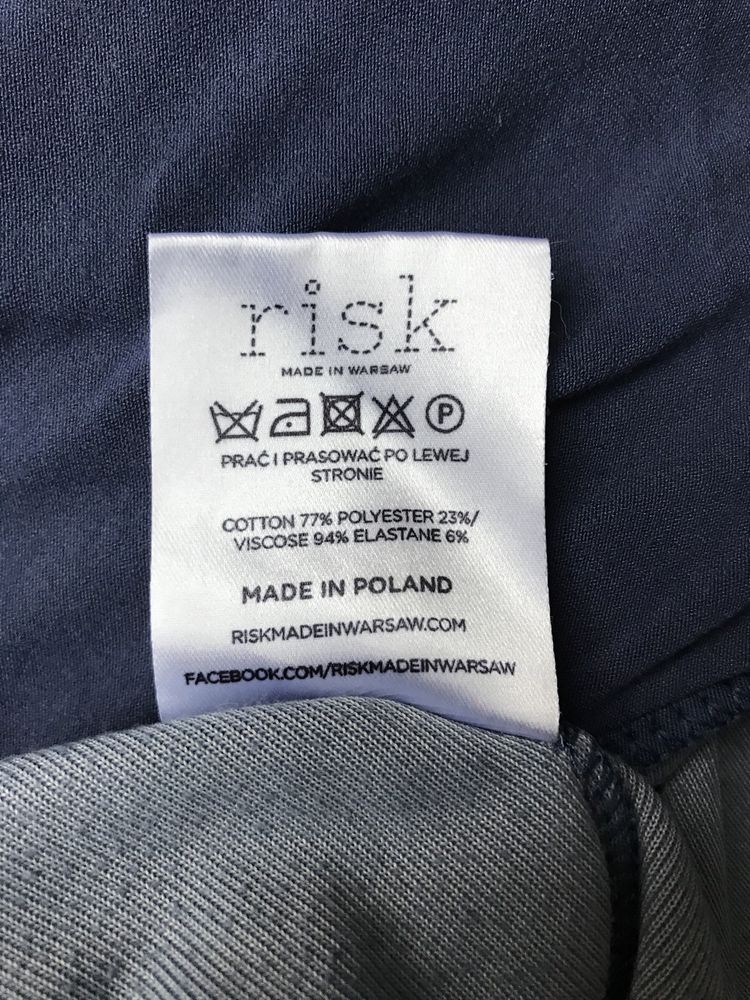 risk
MADE IN WARSAW
P
PRAĆ I PRASOWAĆ PO LEWEJ
STRONIE
COTTON 77% POLYESTER 23%/
VISCOSE 94% ELASTANE 6%
MADE IN POLAND
RISKMADEINWARSAW.COM
FACEBOOK.COM/RISKMADEINWARSAW